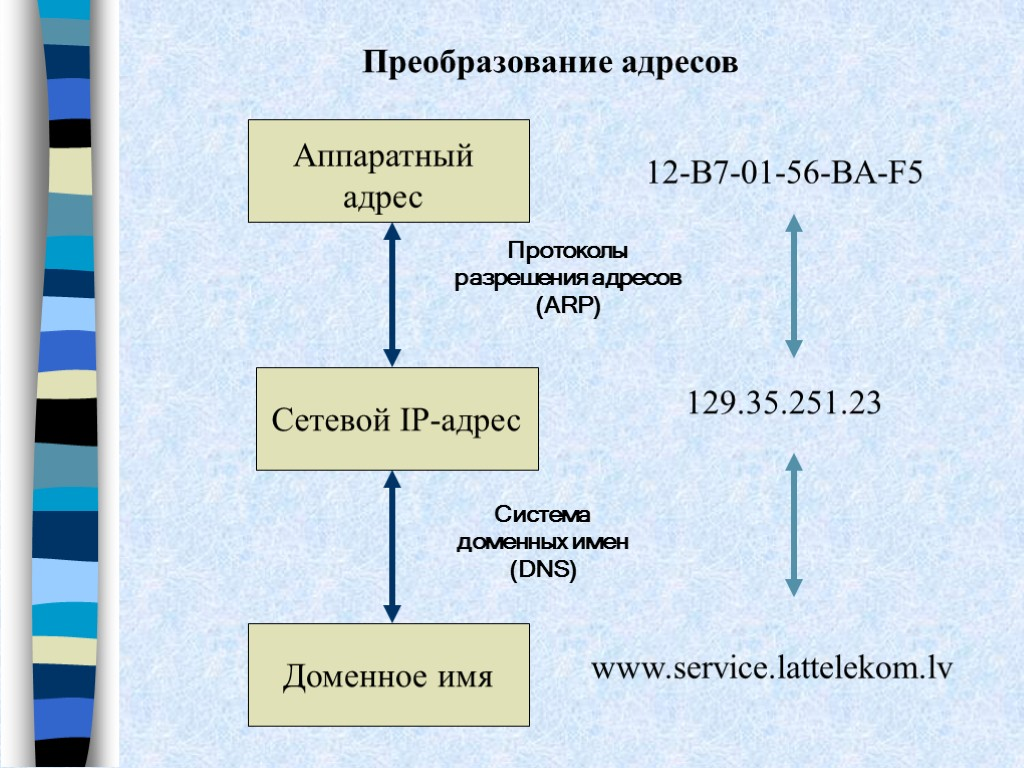 Преобразование адресов
Аппаратный
адрес
12-B7-01-56-BA-F5
Протоколы
разрешения адресов
(ARP)
Сетевой IP-адрес
129.35.251.23
Система
доменных имен
(DNS)
Доменное имя
www.service.lattelekom.lv